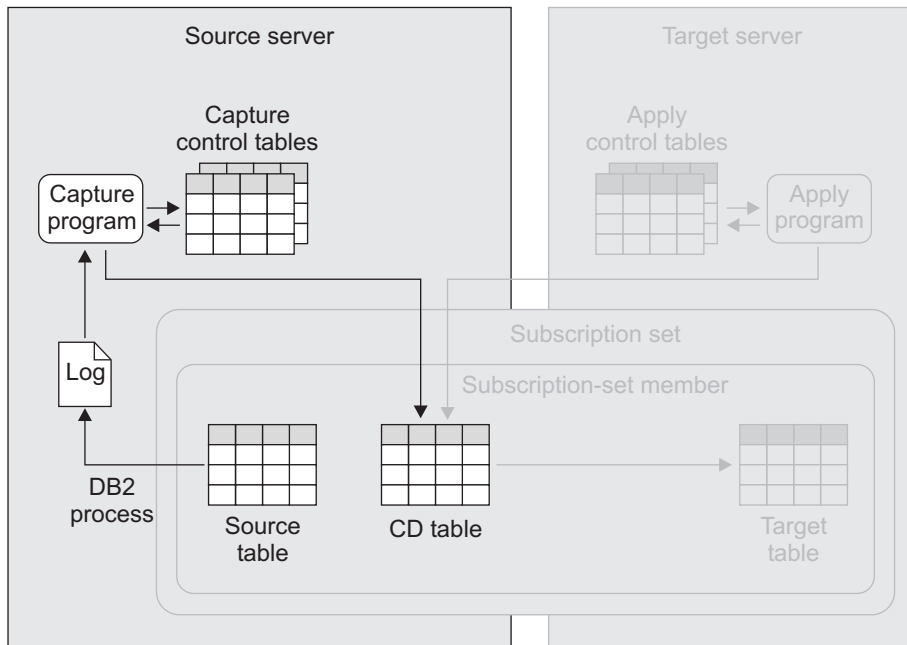 Source server
Target server
Capture
control tables
Apply
control tables
Capture
program
Apply
program
Subscription set
Log
Subscription-set member
DB2
process
Source
table
CD table
Target
table